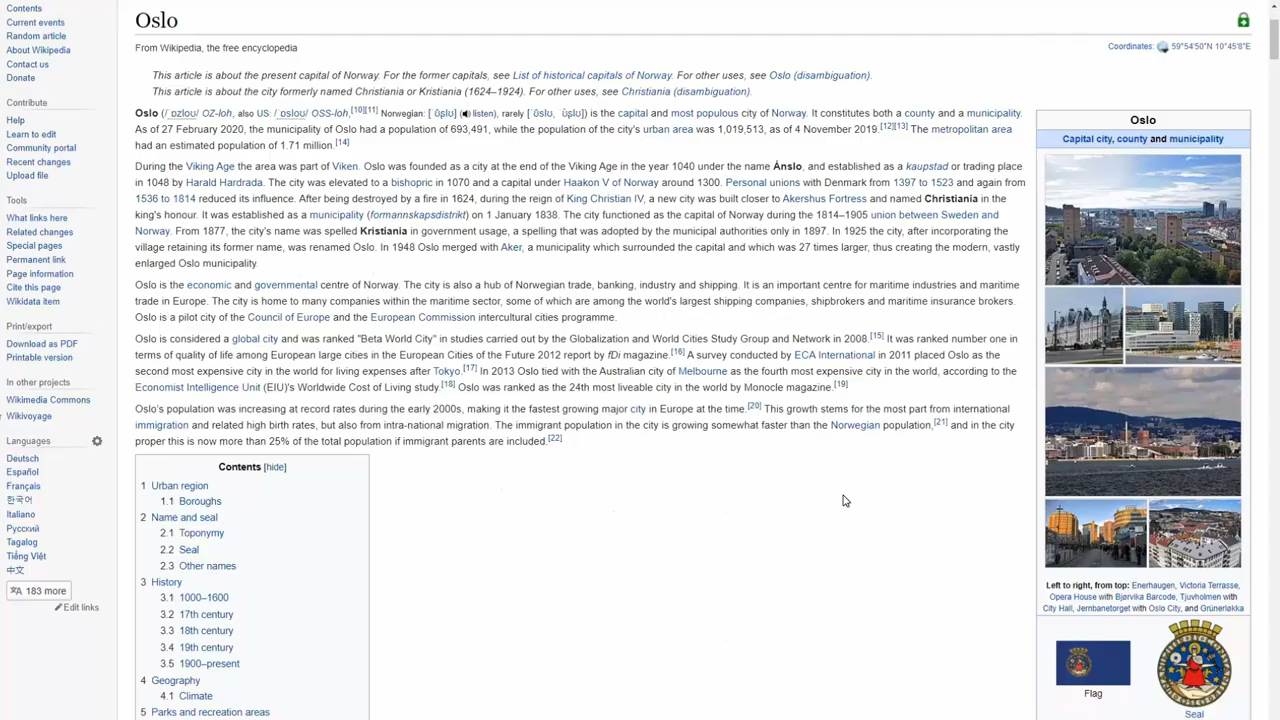 Contents
Current events
Random article
About Wikipedia
Contact us
Donate
Contribute
Help
Learn to edit
Community portal
Recent changes
Upload file
Tools
What links here
Related changes
Special pages
Permanent link
Page information
Cite this page
Wikidata item
Print/export
Download as PDF
Printable version
In other projects
Wikimedia Commons
Wikivoyage
Languages
Deutsch
Español
Français
한국어
Italiano
Русский
Tagalog
Tiếng Việt
中文
183 more
Edit links
Oslo
From Wikipedia, the free encyclopedia
Coordinates: 59°54′50″N 10°45′8″E
This article is about the present capital of Norway. For the former capitals, see List of historical capitals of Norway. For other uses, see Oslo (disambiguation).
This article is about the city formerly named Christiania or Kristiania (1624–1924). For other uses, see Christiania (disambiguation).
Oslo (/ˈɒzloʊ/ OZ-loh, also US: /ˈɒsloʊ/ OSS-loh,[10][11] Norwegian: [ˈûʂlu] (listen), rarely [ˈûslu, ˈùʂlu]) is the capital and most populous city of Norway. It constitutes both a county and a municipality.
As of 27 February 2020, the municipality of Oslo had a population of 693,491, while the population of the city's urban area was 1,019,513, as of 4 November 2019.[12][13] The metropolitan area
had an estimated population of 1.71 million.[14]
During the Viking Age the area was part of Viken. Oslo was founded as a city at the end of the Viking Age in the year 1040 under the name Ánslo, and established as a kaupstad or trading place
in 1048 by Harald Hardrada. The city was elevated to a bishopric in 1070 and a capital under Haakon V of Norway around 1300. Personal unions with Denmark from 1397 to 1523 and again from
1536 to 1814 reduced its influence. After being destroyed by a fire in 1624, during the reign of King Christian IV, a new city was built closer to Akershus Fortress and named Christiania in the
king's honour. It was established as a municipality (formannskapsdistrikt) on 1 January 1838. The city functioned as the capital of Norway during the 1814–1905 union between Sweden and
Norway. From 1877, the city's name was spelled Kristiania in government usage, a spelling that was adopted by the municipal authorities only in 1897. In 1925 the city, after incorporating the
village retaining its former name, was renamed Oslo. In 1948 Oslo merged with Aker, a municipality which surrounded the capital and which was 27 times larger, thus creating the modern, vastly
enlarged Oslo municipality.
Oslo is the economic and governmental centre of Norway. The city is also a hub of Norwegian trade, banking, industry and shipping. It is an important centre for maritime industries and maritime
trade in Europe. The city is home to many companies within the maritime sector, some of which are among the world's largest shipping companies, shipbrokers and maritime insurance brokers.
Oslo is a pilot city of the Council of Europe and the European Commission intercultural cities programme.
Oslo is considered a global city and was ranked "Beta World City" in studies carried out by the Globalization and World Cities Study Group and Network in 2008.[15] It was ranked number one in
terms of quality of life among European large cities in the European Cities of the Future 2012 report by fDi magazine.[16] A survey conducted by ECA International in 2011 placed Oslo as the
second most expensive city in the world for living expenses after Tokyo.[17] In 2013 Oslo tied with the Australian city of Melbourne as the fourth most expensive city in the world, according to the
Economist Intelligence Unit (EIU)'s Worldwide Cost of Living study.[18] Oslo was ranked as the 24th most liveable city in the world by Monocle magazine.[19]
Oslo's population was increasing at record rates during the early 2000s, making it the fastest growing major city in Europe at the time.[20] This growth stems for the most part from international
immigration and related high birth rates, but also from intra-national migration. The immigrant population in the city is growing somewhat faster than the Norwegian population,[21] and in the city
proper this is now more than 25% of the total population if immigrant parents are included.[22]
Contents [hide]
1 Urban region
1.1 Boroughs
2 Name and seal
2.1 Toponymy
2.2 Seal
2.3 Other names
3 History
3.1 1000–1600
3.2 17th century
3.3 18th century
3.4 19th century
3.5 1900–present
4 Geography
4.1 Climate
5 Parks and recreation areas
Oslo
Capital city, county and municipality
Left to right, from top: Enerhaugen, Victoria Terrasse,
Opera House with Bjørvika Barcode, Tjuvholmen with
City Hall, Jernbanetorget with Oslo City, and Grünerløkka
Flag
Seal